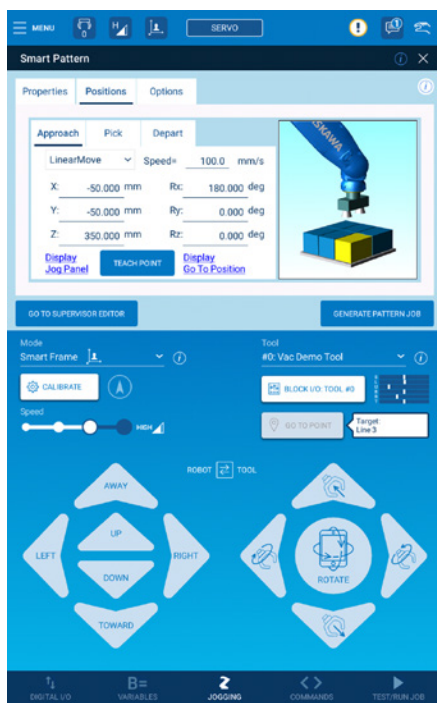 MENU
0
H
SERVO
Smart Pattern
Properties Positions Options
Approach Pick Depart
LinearMove Speed= 100.0 mm/s
X: -50.000 mm Rx: 180.000 deg
Y: -50.000 mm Ry: 0.000 deg
Z: 350.000 mm Rz: 0.000 deg
Display
Jog Panel
TEACH POINT
Display
Go To Position
YASKAWA
GO TO SUPERVISOR EDITOR
GENERATE PATTERN JOB
Mode
Smart Frame
Tool
#0: Vac Demo Tool
CALIBRATE
BLOCK I/O: TOOL #0
Speed
HIGH
GO TO POINT
Target:
Line 3
ROBOT TOOL
AWAY
UP
LEFT
RIGHT
DOWN
TOWARD
ROTATE
DIGITAL I/O VARIABLES JOGGING COMMANDS TEST/RUN JOB